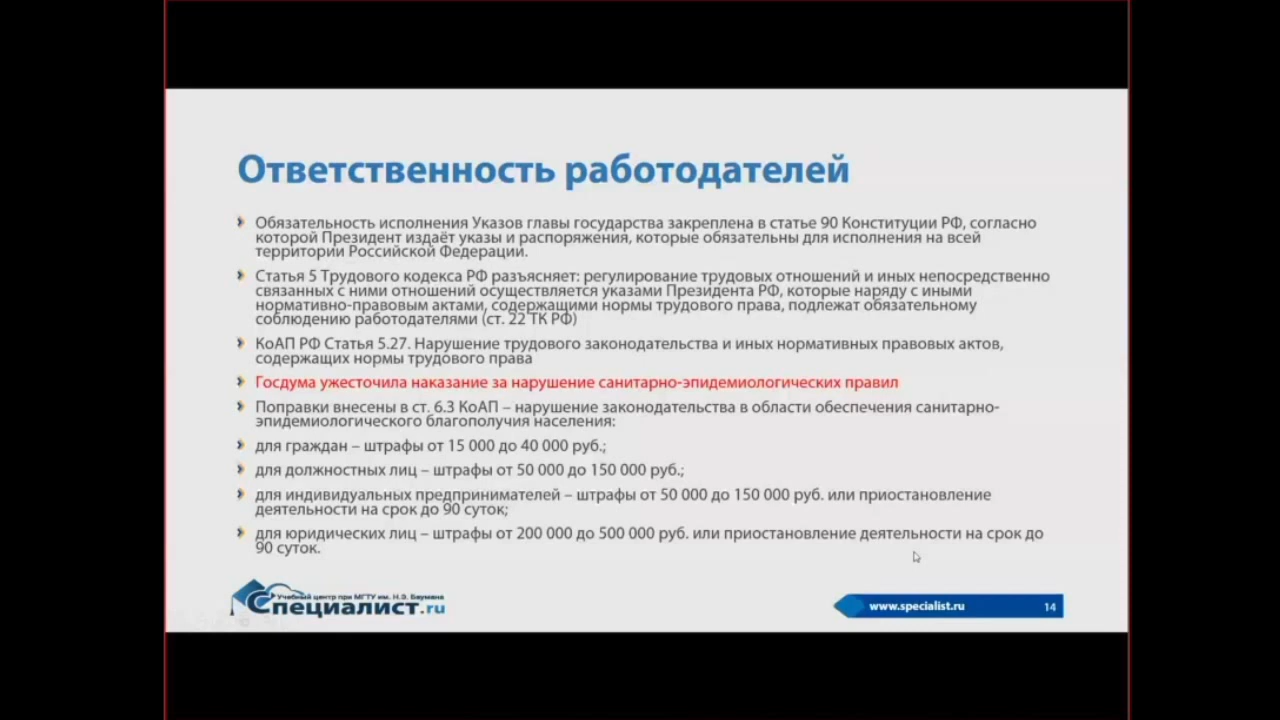 Ответственность работодателей
Обязательность исполнения Указов главы государства закреплена в статье 90 Конституции РФ, согласно
которой Президент издаёт указы и распоряжения, которые обязательны для исполнения на всей
территории Российской Федерации.
Статья 5 Трудового кодекса РФ разъясняет: регулирование трудовых отношений и иных непосредственно
связанных с ними отношений осуществляется указами Президента РФ, которые наряду с иными
нормативно-правовым актами, содержащими нормы трудового права, подлежат обязательному
соблюдению работодателями (ст. 22 ТК РФ)
КоАП РФ Статья 5.27. Нарушение трудового законодательства и иных нормативных правовых актов,
содержащих нормы трудового права
Госдума ужесточила наказание за нарушение санитарно-эпидемиологических правил
Поправки внесены в ст. 6.3 КоАП – нарушение законодательства в области обеспечения санитарно-
эпидемиологического благополучия населения:
для граждан – штрафы от 15 000 до 40 000 руб.;
для должностных лиц – штрафы от 50 000 до 150 000 руб.;
для индивидуальных предпринимателей – штрафы от 50 000 до 150 000 руб. или приостановление
деятельности на срок до 90 суток;
для юридических лиц – штрафы от 200 000 до 500 000 руб. или приостановление деятельности на срок до
90 суток.
Учебный центр при МГТУ им. Н.Э. Баумана
Специалист.ru
www.specialist.ru
14